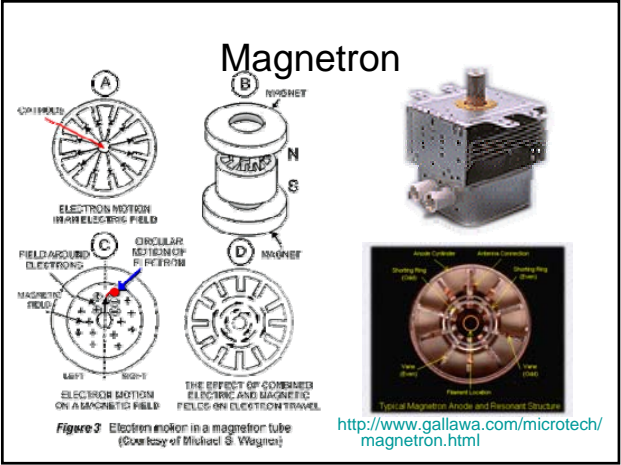 Magnetron
A
B
MAGNET
CATHODE
N
S
ELECTRON MOTION
IN AN ELECTRIC FIELD
MAGNET
C
D
FIELD AROUND
ELECTRONS
CIRCULAR
MOTION OF
ELECTRON
MAGNETIC
FIELD
LEFT
RIGHT
ELECTRON MOTION
ON A MAGNETIC FIELD
THE EFFECT OF COMBINED
ELECTRIC AND MAGNETIC
FIELDS ON ELECTRON TRAVEL
Figure 3 Electron motion in a magnetron tube
(Courtesy of Michael S. Wagner)
Anode Cylinder
Antenna Connection
Shorting Ring
(Odd)
Shorting Ring
(Even)
Vane
(Even)
Vane
(Odd)
Filament Location
Typical Magnetron Anode and Resonant Structure
http://www.gallawa.com/microtech/
magnetron.html